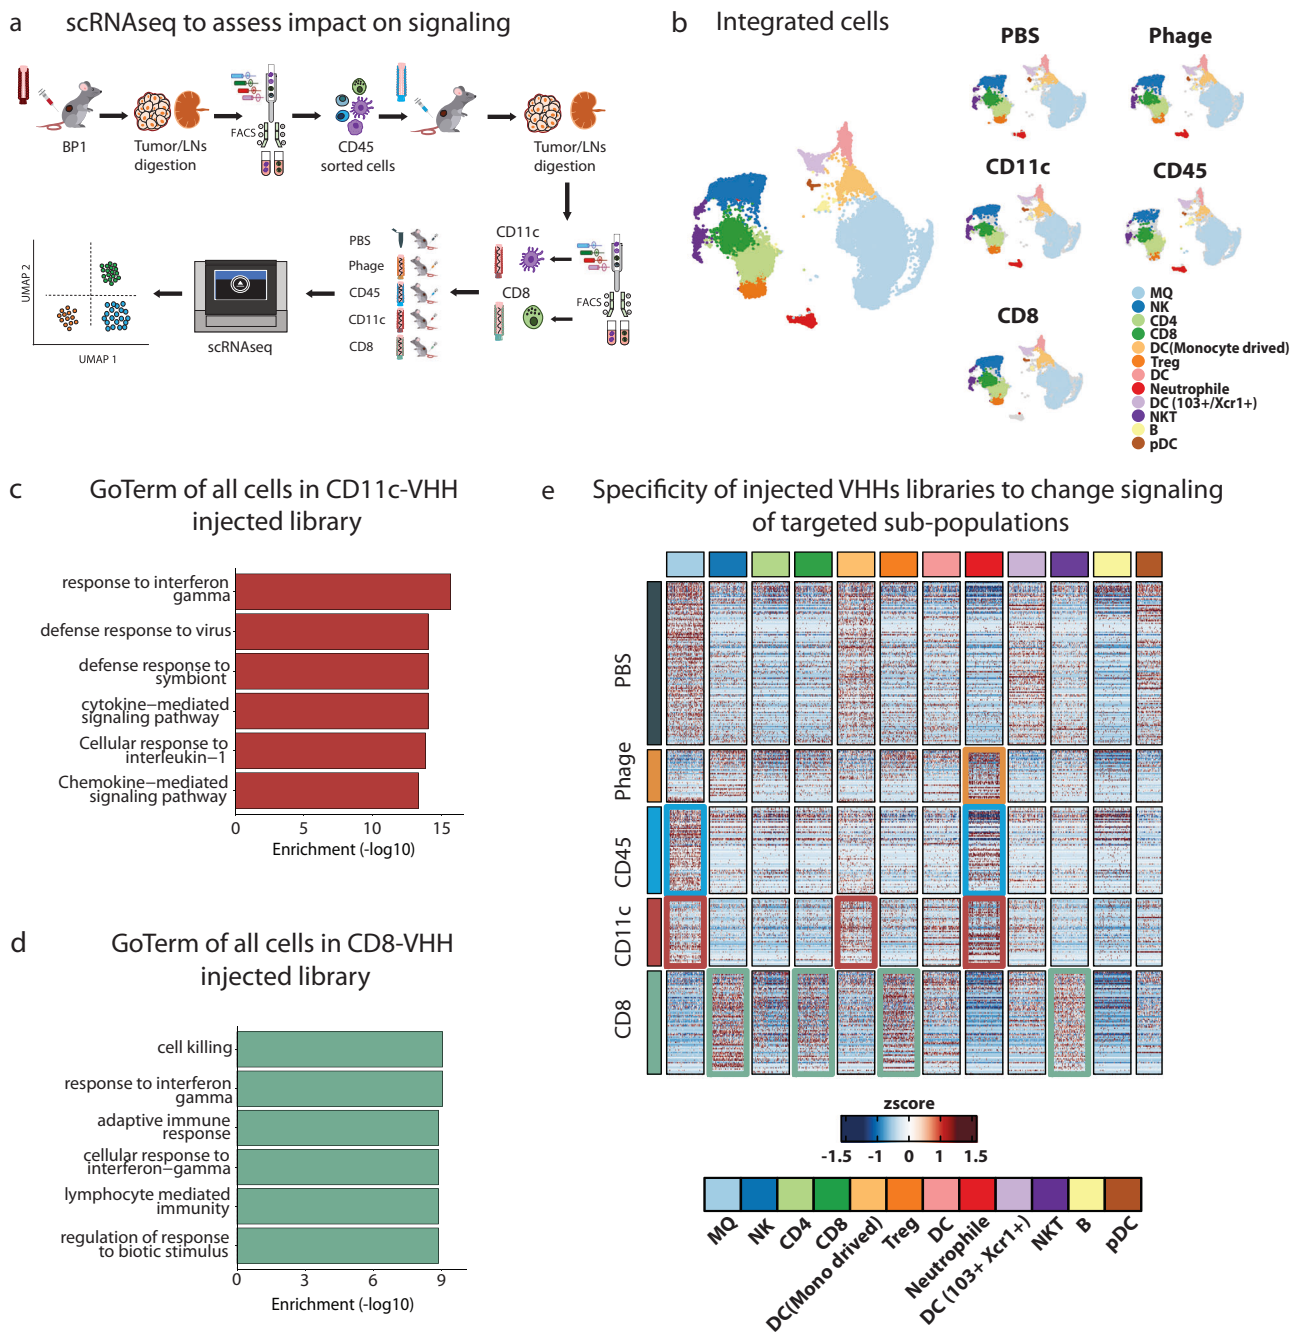 a scRNAseq to assess impact on signaling
BP1
Tumor/LNs
digestion
FACS
CD45
sorted cells
Tumor/LNs
digestion
CD11c
CD8
FACS
PBS
Phage
CD45
CD11c
CD8
scRNAseq
UMAP 2
UMAP 1
b Integrated cells
PBS
Phage
CD11c
CD45
CD8
MQ
NK
CD4
CD8
DC(Monocyte drived)
Treg
DC
Neutrophile
DC (103+/Xcr1+)
NKT
B
pDC
c GoTerm of all cells in CD11c-VHH
injected library
response to interferon
gamma
defense response to virus
defense response to
symbiont
cytokine−mediated
signaling pathway
Cellular response to
interleukin−1
Chemokine−mediated
signaling pathway
0 5 10 15
Enrichment (-log10)
d GoTerm of all cells in CD8-VHH
injected library
cell killing
response to interferon
gamma
adaptive immune
response
cellular response to
interferon−gamma
lymphocyte mediated
immunity
regulation of response
to biotic stimulus
0 3 6 9
Enrichment (-log10)
e Specificity of injected VHHs libraries to change signaling
of targeted sub-populations
PBS
Phage
CD45
CD11c
CD8
zscore
-1.5 -1 0 1 1.5
MQ
NK
CD4
CD8
DC(Mono drived)
Treg
DC
Neutrophile
DC (103+ Xcr1+)
NKT
B
pDC